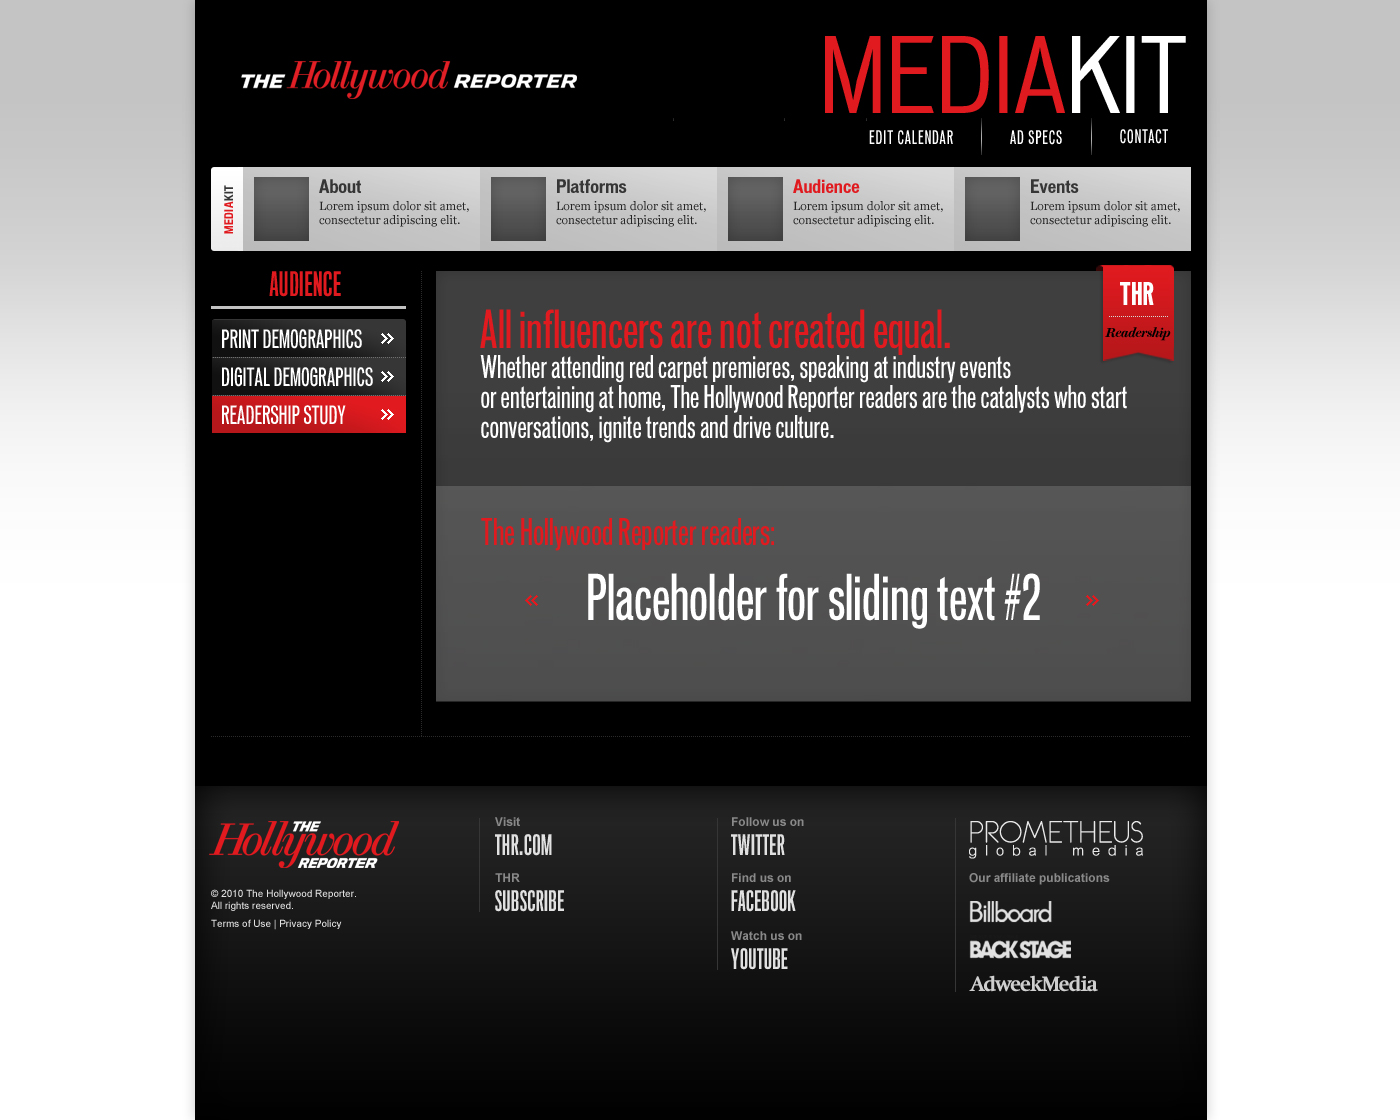 THE Hollywood REPORTER
MEDIAKIT
EDIT CALENDAR
AD SPECS
CONTACT
MEDIAKIT
About
Lorem ipsum dolor sit amet,
consectetur adipiscing elit.
Platforms
Lorem ipsum dolor sit amet,
consectetur adipiscing elit.
Audience
Lorem ipsum dolor sit amet,
consectetur adipiscing elit.
Events
Lorem ipsum dolor sit amet,
consectetur adipiscing elit.
AUDIENCE
PRINT DEMOGRAPHICS »
DIGITAL DEMOGRAPHICS »
READERSHIP STUDY »
THR
Readership
All influencers are not created equal.
Whether attending red carpet premieres, speaking at industry events
or entertaining at home, The Hollywood Reporter readers are the catalysts who start
conversations, ignite trends and drive culture.
The Hollywood Reporter readers:
« Placeholder for sliding text #2 »
THE
Hollywood
REPORTER
© 2010 The Hollywood Reporter.
All rights reserved.
Terms of Use | Privacy Policy
Visit
THR.COM
THR
SUBSCRIBE
Follow us on
TWITTER
Find us on
FACEBOOK
Watch us on
YOUTUBE
PROMETHEUS
global media
Our affiliate publications
Billboard
BACK STAGE
AdweekMedia